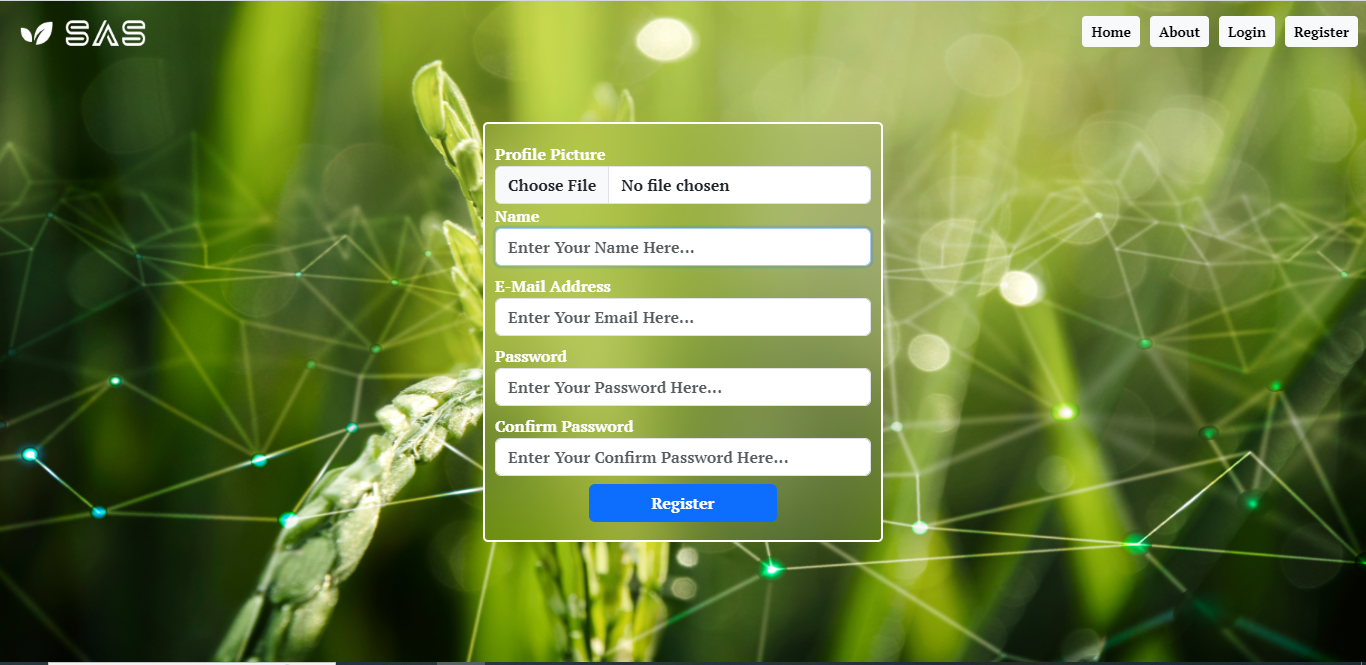 SAS
Home About Login Register
Profile Picture
Choose File No file chosen
Name
Enter Your Name Here...
E-Mail Address
Enter Your Email Here...
Password
Enter Your Password Here...
Confirm Password
Enter Your Confirm Password Here...
Register